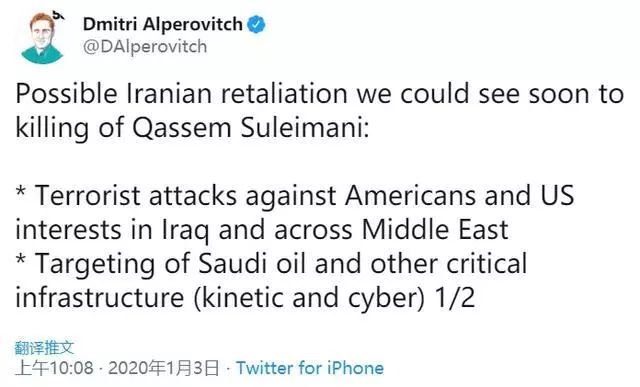 Dmitri Alperovitch
@DAlperovitch
Possible Iranian retaliation we could see soon to
killing of Qassem Suleimani:
* Terrorist attacks against Americans and US
interests in Iraq and across Middle East
* Targeting of Saudi oil and other critical
infrastructure (kinetic and cyber) 1/2
翻译推文
上午10:08 · 2020年1月3日 · Twitter for iPhone